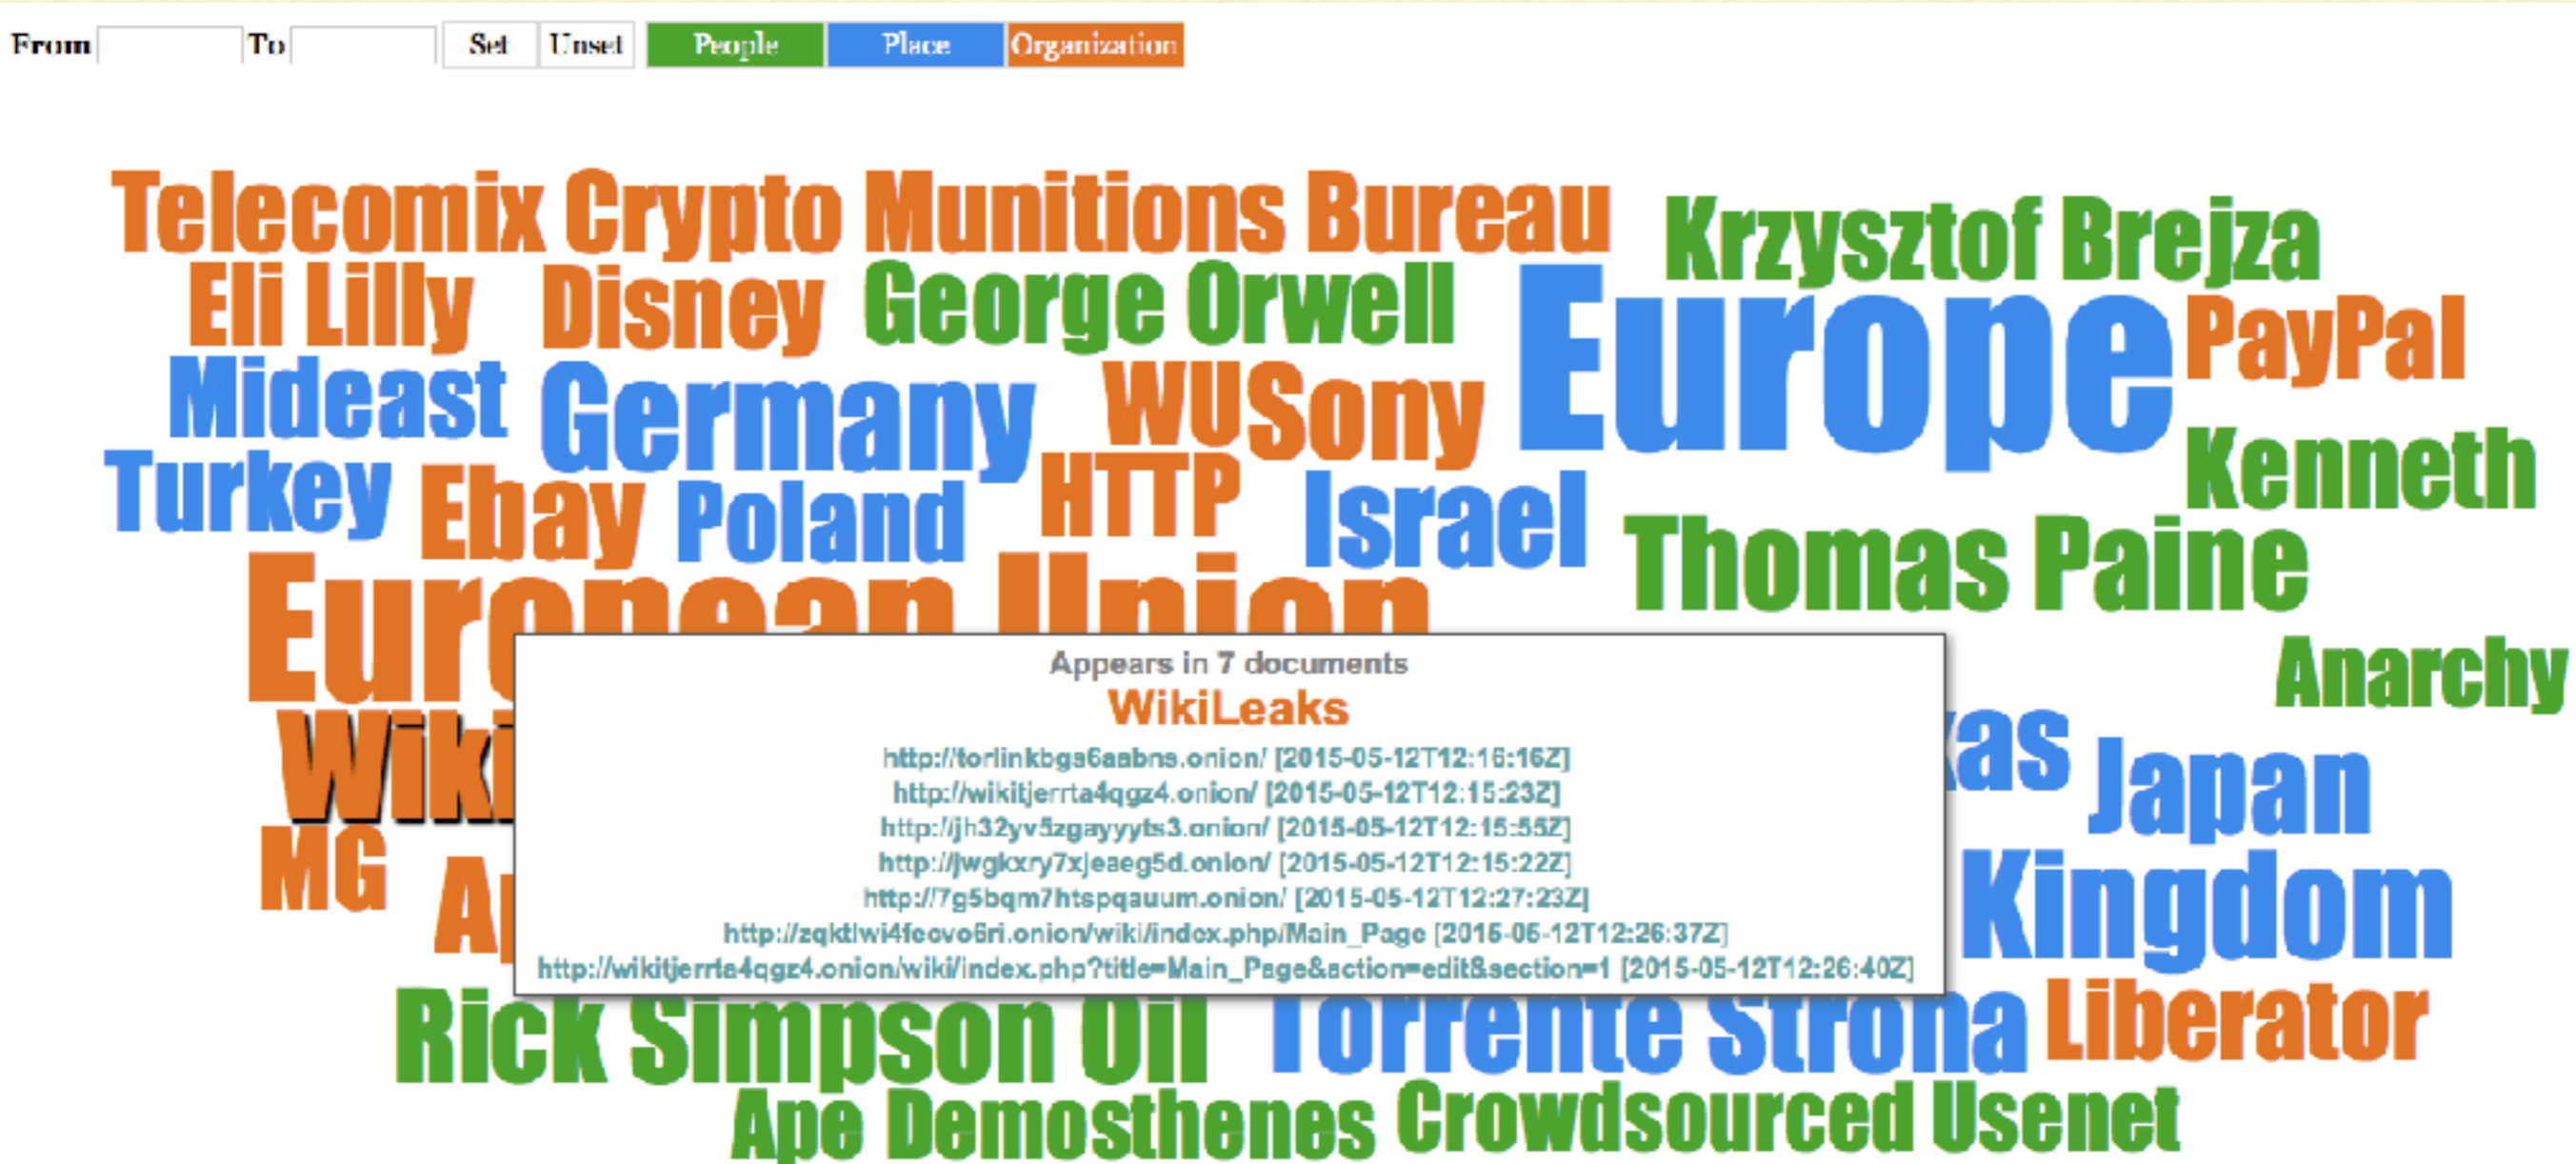 From To Set Unset People Place Organization
Telecomix Crypto Munitions Bureau
Krzysztof Brejza
Eli Lilly Disney George Orwell
Europe PayPal
Mideast Germany WUSony
Kenneth
Turkey Ebay Poland HTTP Israel
Thomas Paine
European Union
Anarchy
Appears in 7 documents
WikiLeaks
http://torlinkbgs6aabns.onion/ [2015-05-12T12:16:16Z]
http://wikitjerrta4qgz4.onion/ [2015-05-12T12:15:23Z]
http://jh32yv5zgayyyts3.onion/ [2015-05-12T12:15:55Z]
http://jwgkxry7xjeaeg5d.onion/ [2015-05-12T12:15:22Z]
http://7g5bqm7htspqauum.onion/ [2015-05-12T12:27:23Z]
http://zqktlwi4fecvo6ri.onion/wiki/index.php/Main_Page [2015-05-12T12:26:37Z]
http://wikitjerrta4qgz4.onion/wiki/index.php?title=Main_Page&action=edit&section=1 [2015-05-12T12:26:40Z]
Wiki
Japan
MG
Kingdom
Rick Simpson Oil Torrente Strona Liberator
Ape Demosthenes Crowdsourced Usenet